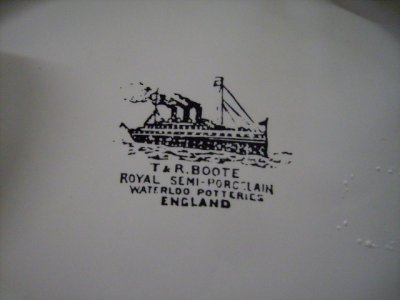 T & R. BOOTE
ROYAL SEMI-PORCELAIN
WATERLOO POTTERIES
ENGLAND